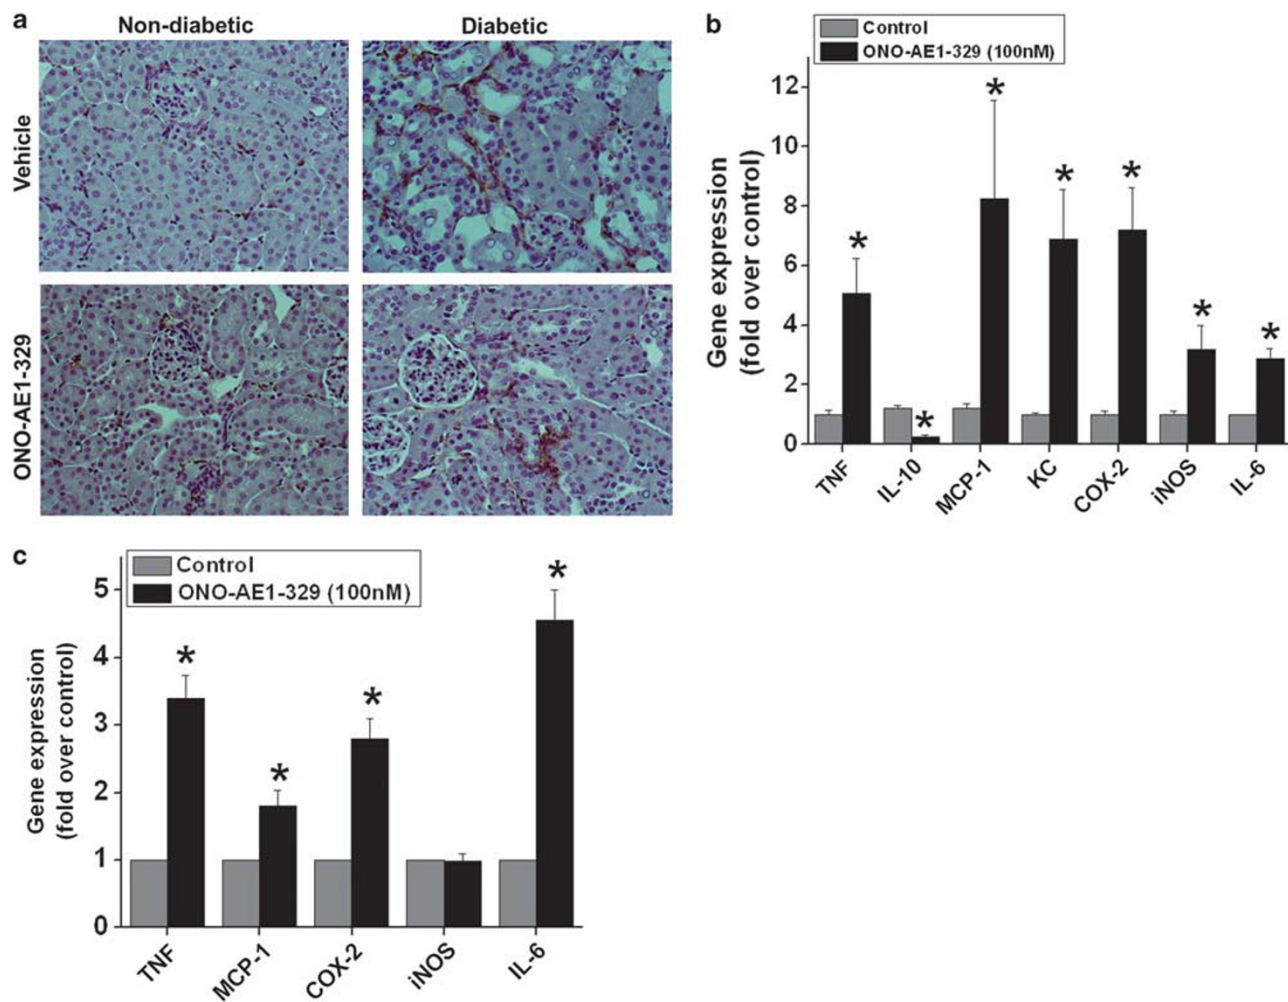 a
Non-diabetic
Diabetic
Vehicle
ONO-AE1-329
b
Control
ONO-AE1-329 (100nM)
Gene expression
(fold over control)
12
10
8
6
4
2
0
*
*
*
*
*
*
*
TNF
IL-10
MCP-1
KC
COX-2
iNOS
IL-6
c
Control
ONO-AE1-329 (100nM)
Gene expression
(fold over control)
5
4
3
2
1
0
*
*
*
*
TNF
MCP-1
COX-2
iNOS
IL-6